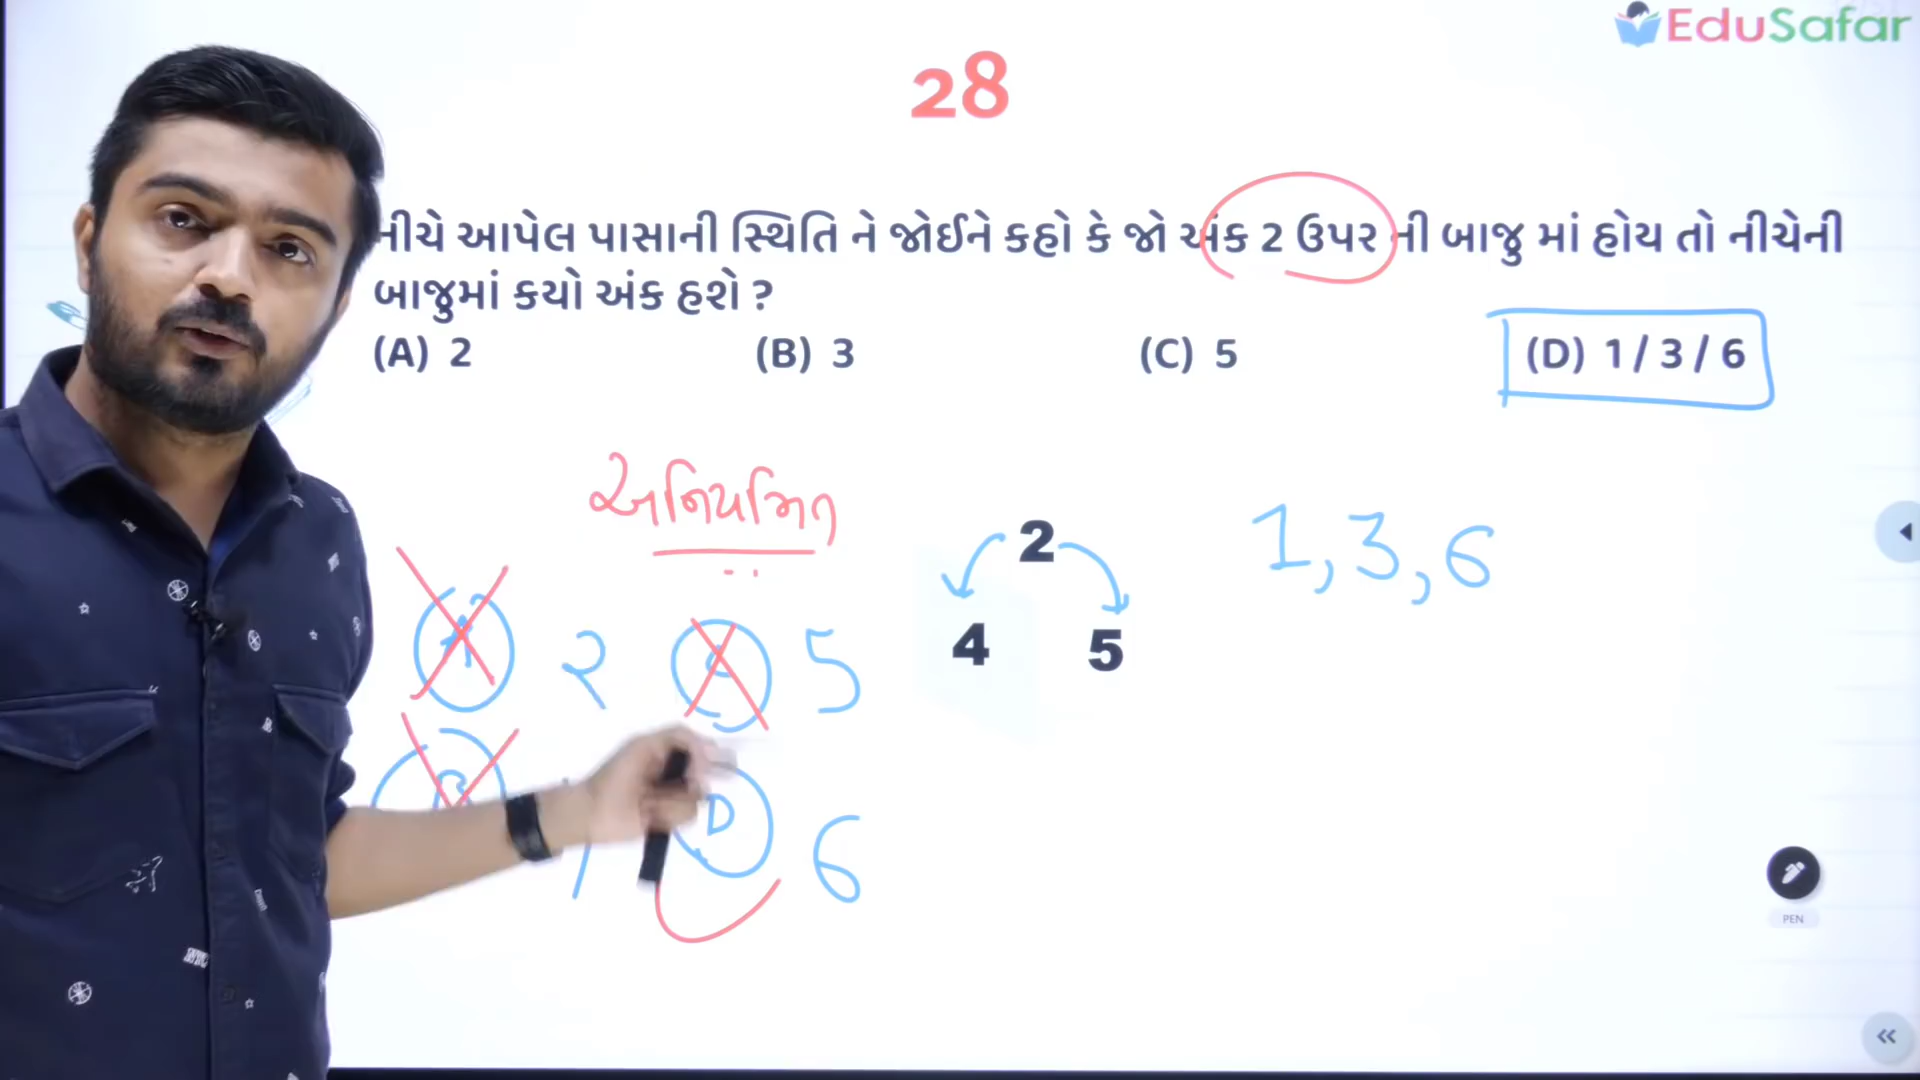 EduSafar
28
નીચે આપેલ પાસાની સ્થિતિ ને જોઈને કહો કે જો અંક 2 ઉપર ની બાજુ માં હોય તો નીચેની
બાજુમાં કયો અંક હશે ?
(A) 2 (B) 3 (C) 5 (D) 1 / 3 / 6
અનિયમિત
2
1, 3, 6
A ર C 5
4 5
B
D 6
PEN